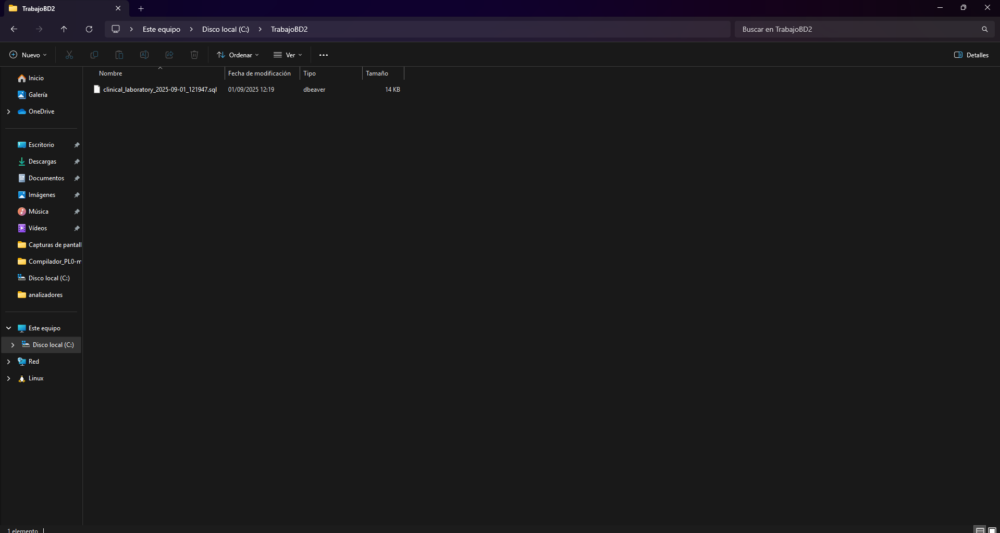 TrabajoBD2
Este equipo
Disco local (C:)
TrabajoBD2
Buscar en TrabajoBD2
Nuevo
Ordenar
Ver
Detalles
Nombre
Fecha de modificación
Tipo
Tamaño
clinical_laboratory_2025-09-01_121947.sql
01/09/2025 12:19
dbeaver
14 KB
Inicio
Galería
OneDrive
Escritorio
Descargas
Documentos
Imágenes
Música
Vídeos
Capturas de pantall
Compilador_PL0-m
Disco local (C:)
analizadores
Este equipo
Disco local (C:)
Red
Linux
1 elemento